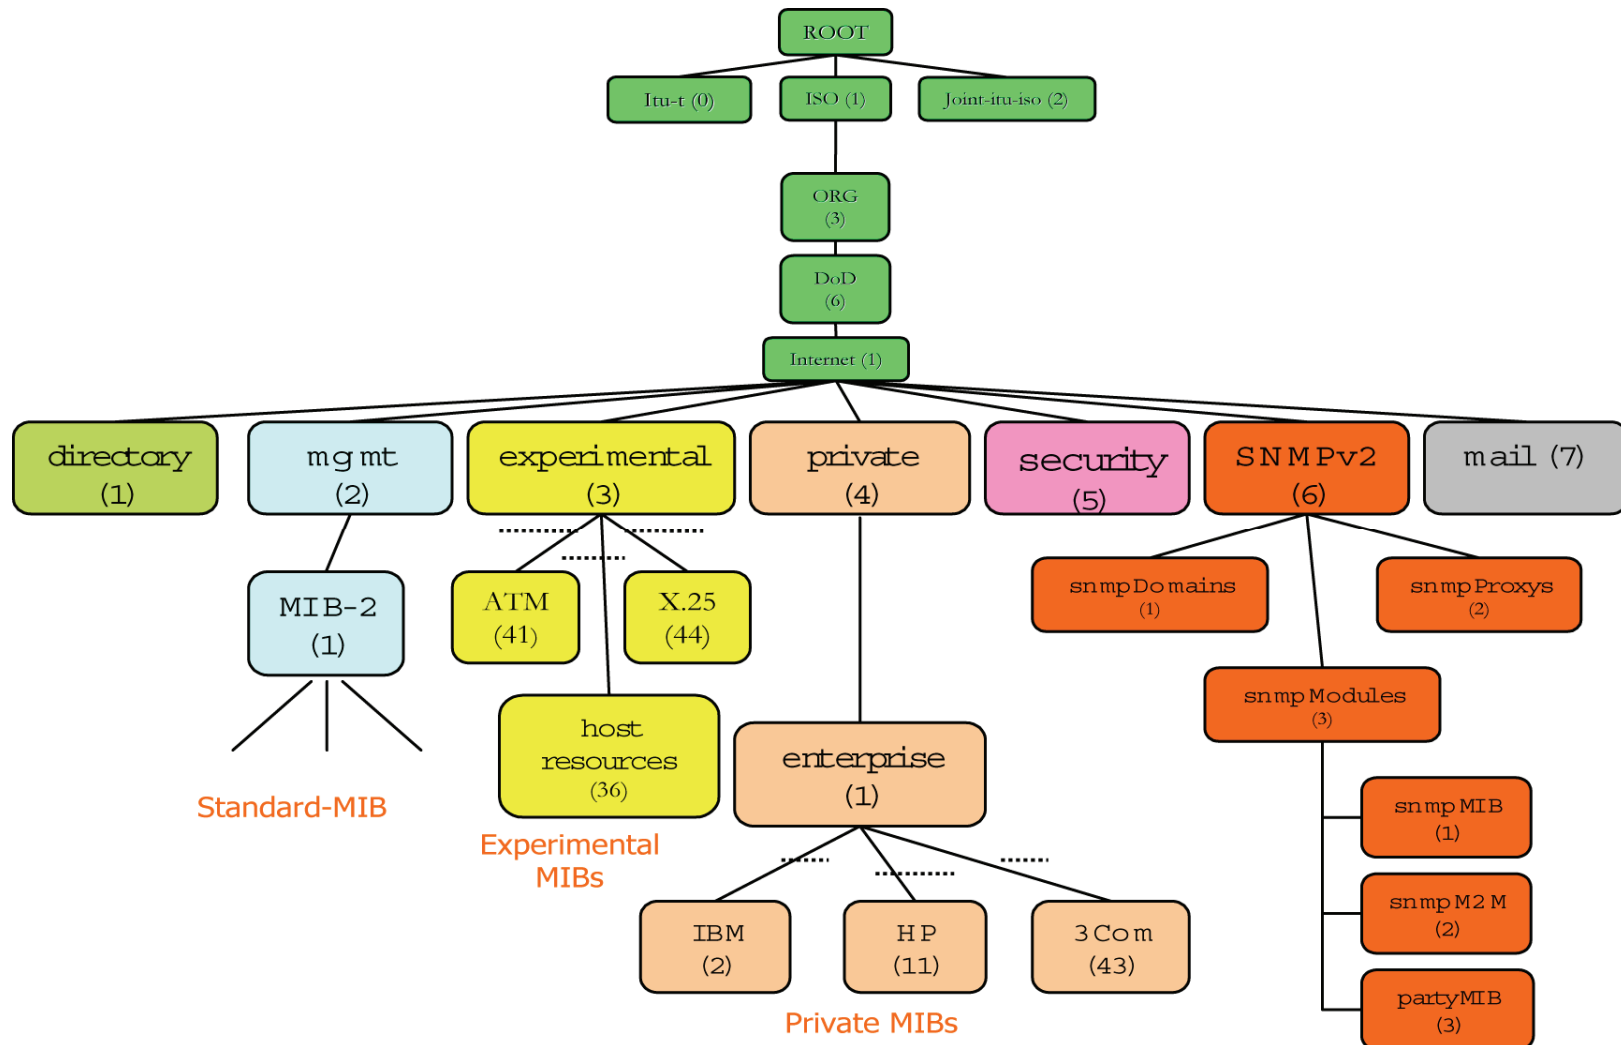 ROOT
Itu-t (0)
ISO (1)
Joint-itu-iso (2)
ORG
(3)
DoD
(6)
Internet (1)
directory
(1)
mgmt
(2)
experimental
(3)
private
(4)
security
(5)
SNMPv2
(6)
mail (7)
MIB-2
(1)
ATM
(41)
X.25
(44)
snmpDomains
(1)
snmpProxys
(2)
host
resources
(36)
enterprise
(1)
snmpModules
(3)
Standard-MIB
Experimental
MIBs
snmpMIB
(1)
IBM
(2)
HP
(11)
3Com
(43)
snmpM2M
(2)
partyMIB
(3)
Private MIBs